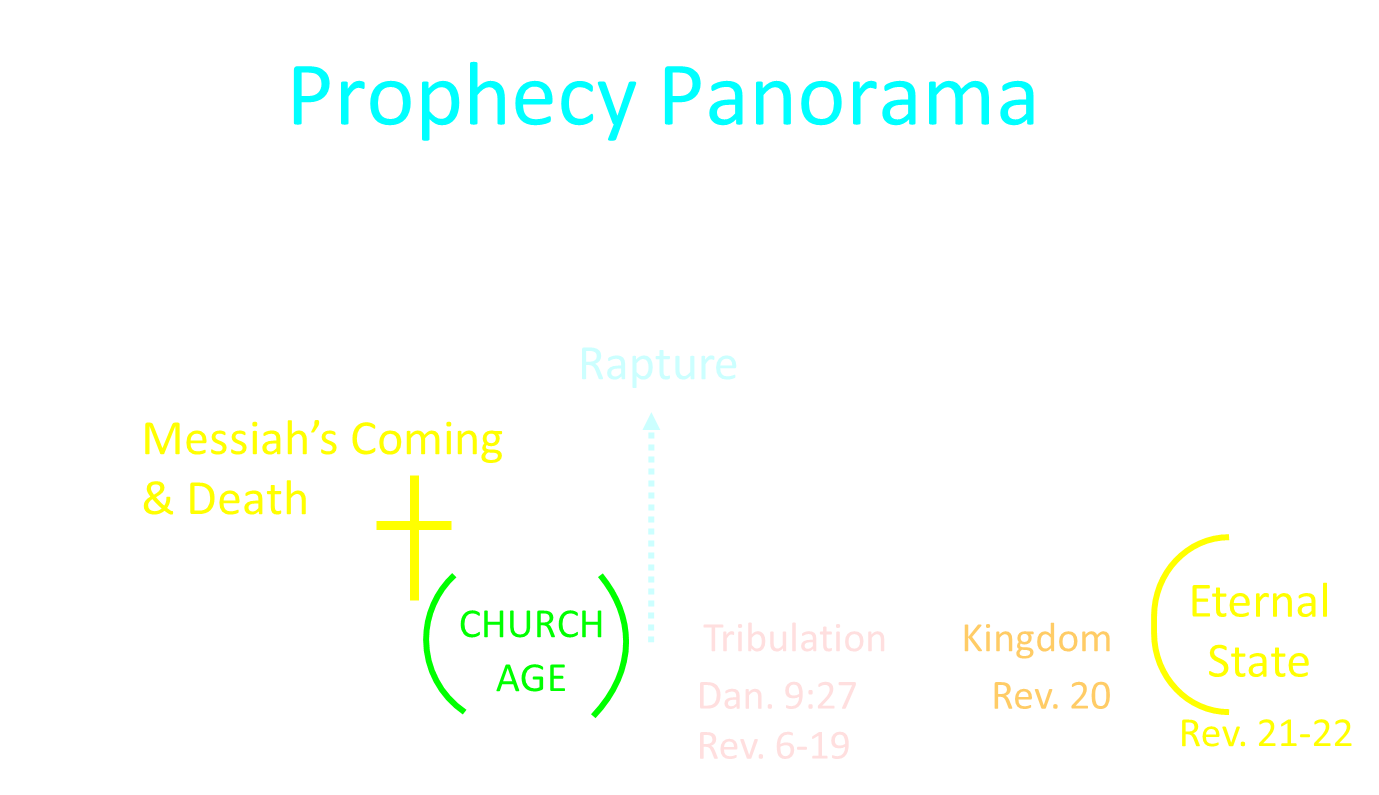 Prophecy Panorama
Rapture
Messiah’s Coming
& Death
CHURCH
AGE
Tribulation
Dan. 9:27
Rev. 6-19
Kingdom
Rev. 20
Eternal
State
Rev. 21-22